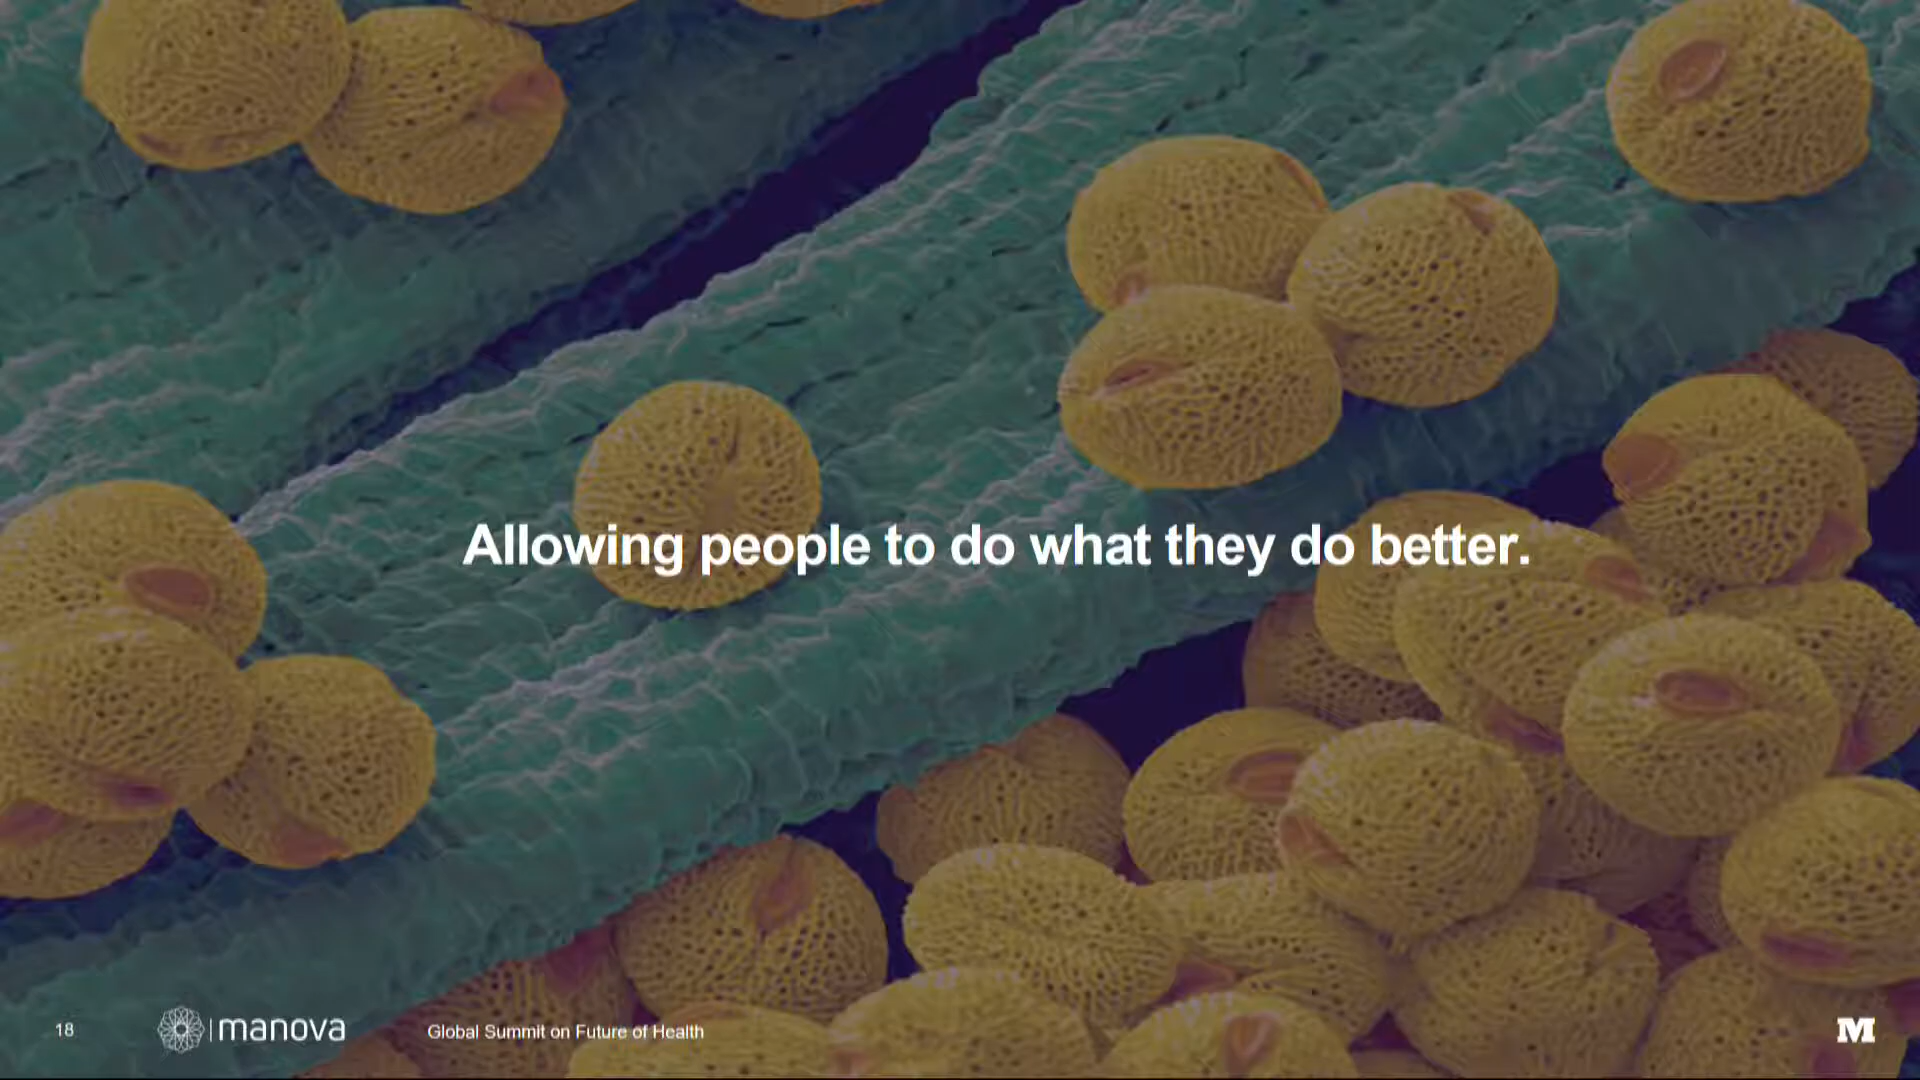 Allowing people to do what they do better.
18
manova
Global Summit on Future of Health
M